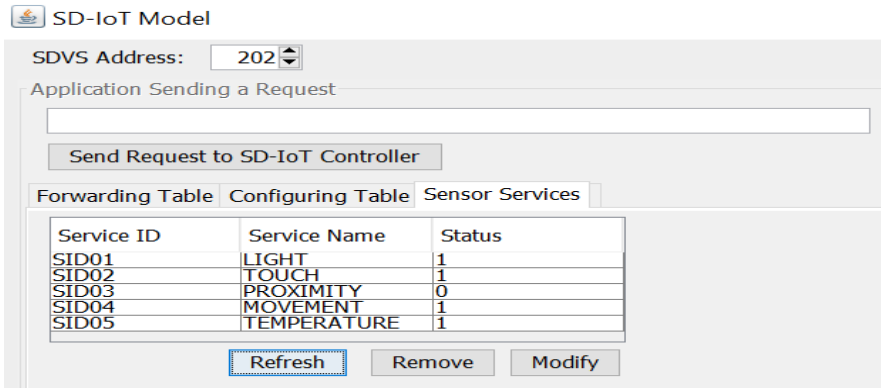 SD-IoT Model
SDVS Address: 202
Application Sending a Request
Send Request to SD-IoT Controller
Forwarding Table Configuring Table Sensor Services
Service ID Service Name Status
SID01 LIGHT 1
SID02 TOUCH 1
SID03 PROXIMITY 0
SID04 MOVEMENT 1
SID05 TEMPERATURE 1
Refresh Remove Modify